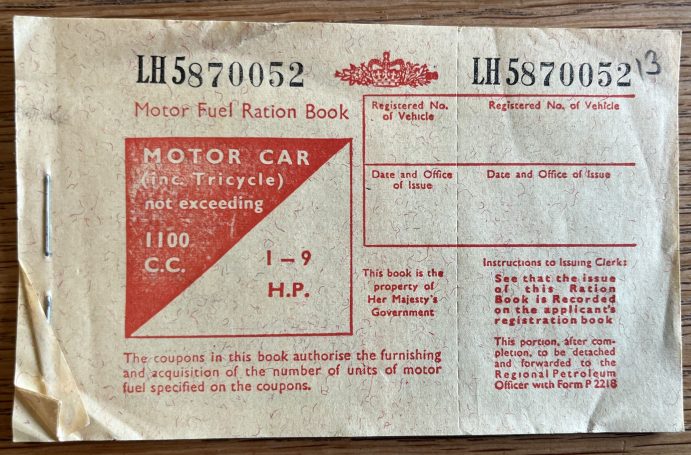 LH5870052
LH5870052
13
Motor Fuel Ration Book
MOTOR CAR
(inc. Tricycle)
not exceeding
1100
C.C.
1 – 9
H.P.
Registered No.
of Vehicle
Registered No. of Vehicle
Date and Office
of Issue
Date and Office of Issue
This book is the
property of
Her Majesty's
Government
Instructions to Issuing Clerk:
See that the issue
of this Ration
Book is Recorded
on the applicant's
registration book
This portion, after com-
pletion, to be detached
and forwarded to the
Regional Petroleum
Officer with Form P 221B
The coupons in this book authorise the furnishing
and acquisition of the number of units of motor
fuel specified on the coupons.